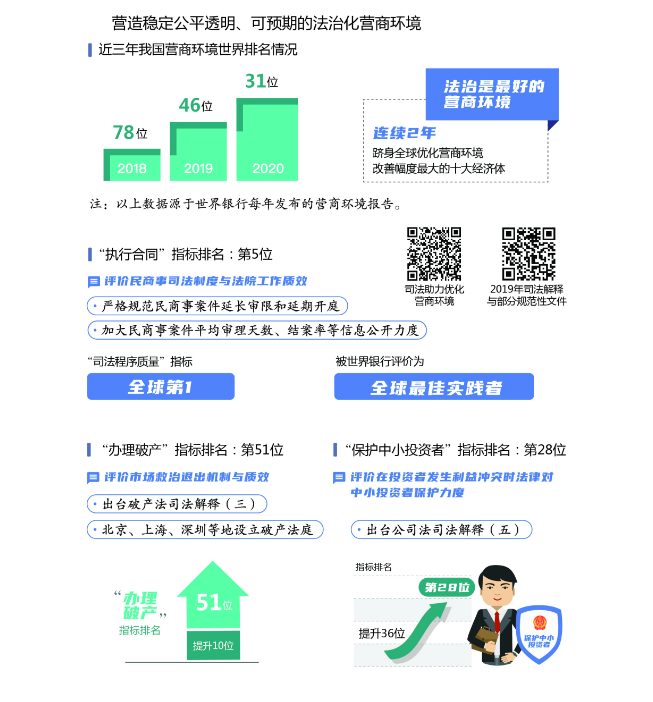 营造稳定公平透明、可预期的法治化营商环境
近三年我国营商环境世界排名情况
78位
46位
31位
2018
2019
2020
法治是最好的
营商环境
连续2年
跻身全球优化营商环境
改善幅度最大的十大经济体
注：以上数据源于世界银行每年发布的营商环境报告。
“执行合同”指标排名：第5位
评价民商事司法制度与法院工作质效
·严格规范民商事案件延长审限和延期开庭
·加大民商事案件平均审理天数、结案率等信息公开力度
司法助力优化
营商环境
2019年司法解释
与部分规范性文件
“司法程序质量”指标
全球第1
被世界银行评价为
全球最佳实践者
“办理破产”指标排名：第51位
评价市场救治退出机制与质效
·出台破产法司法解释（三）
·北京、上海、深圳等地设立破产法庭
“办理
破产”
指标排名
51位
提升10位
“保护中小投资者”指标排名：第28位
评价在投资者发生利益冲突时法律对
中小投资者保护力度
·出台公司法司法解释（五）
指标排名
第28位
提升36位
保护中小
投资者